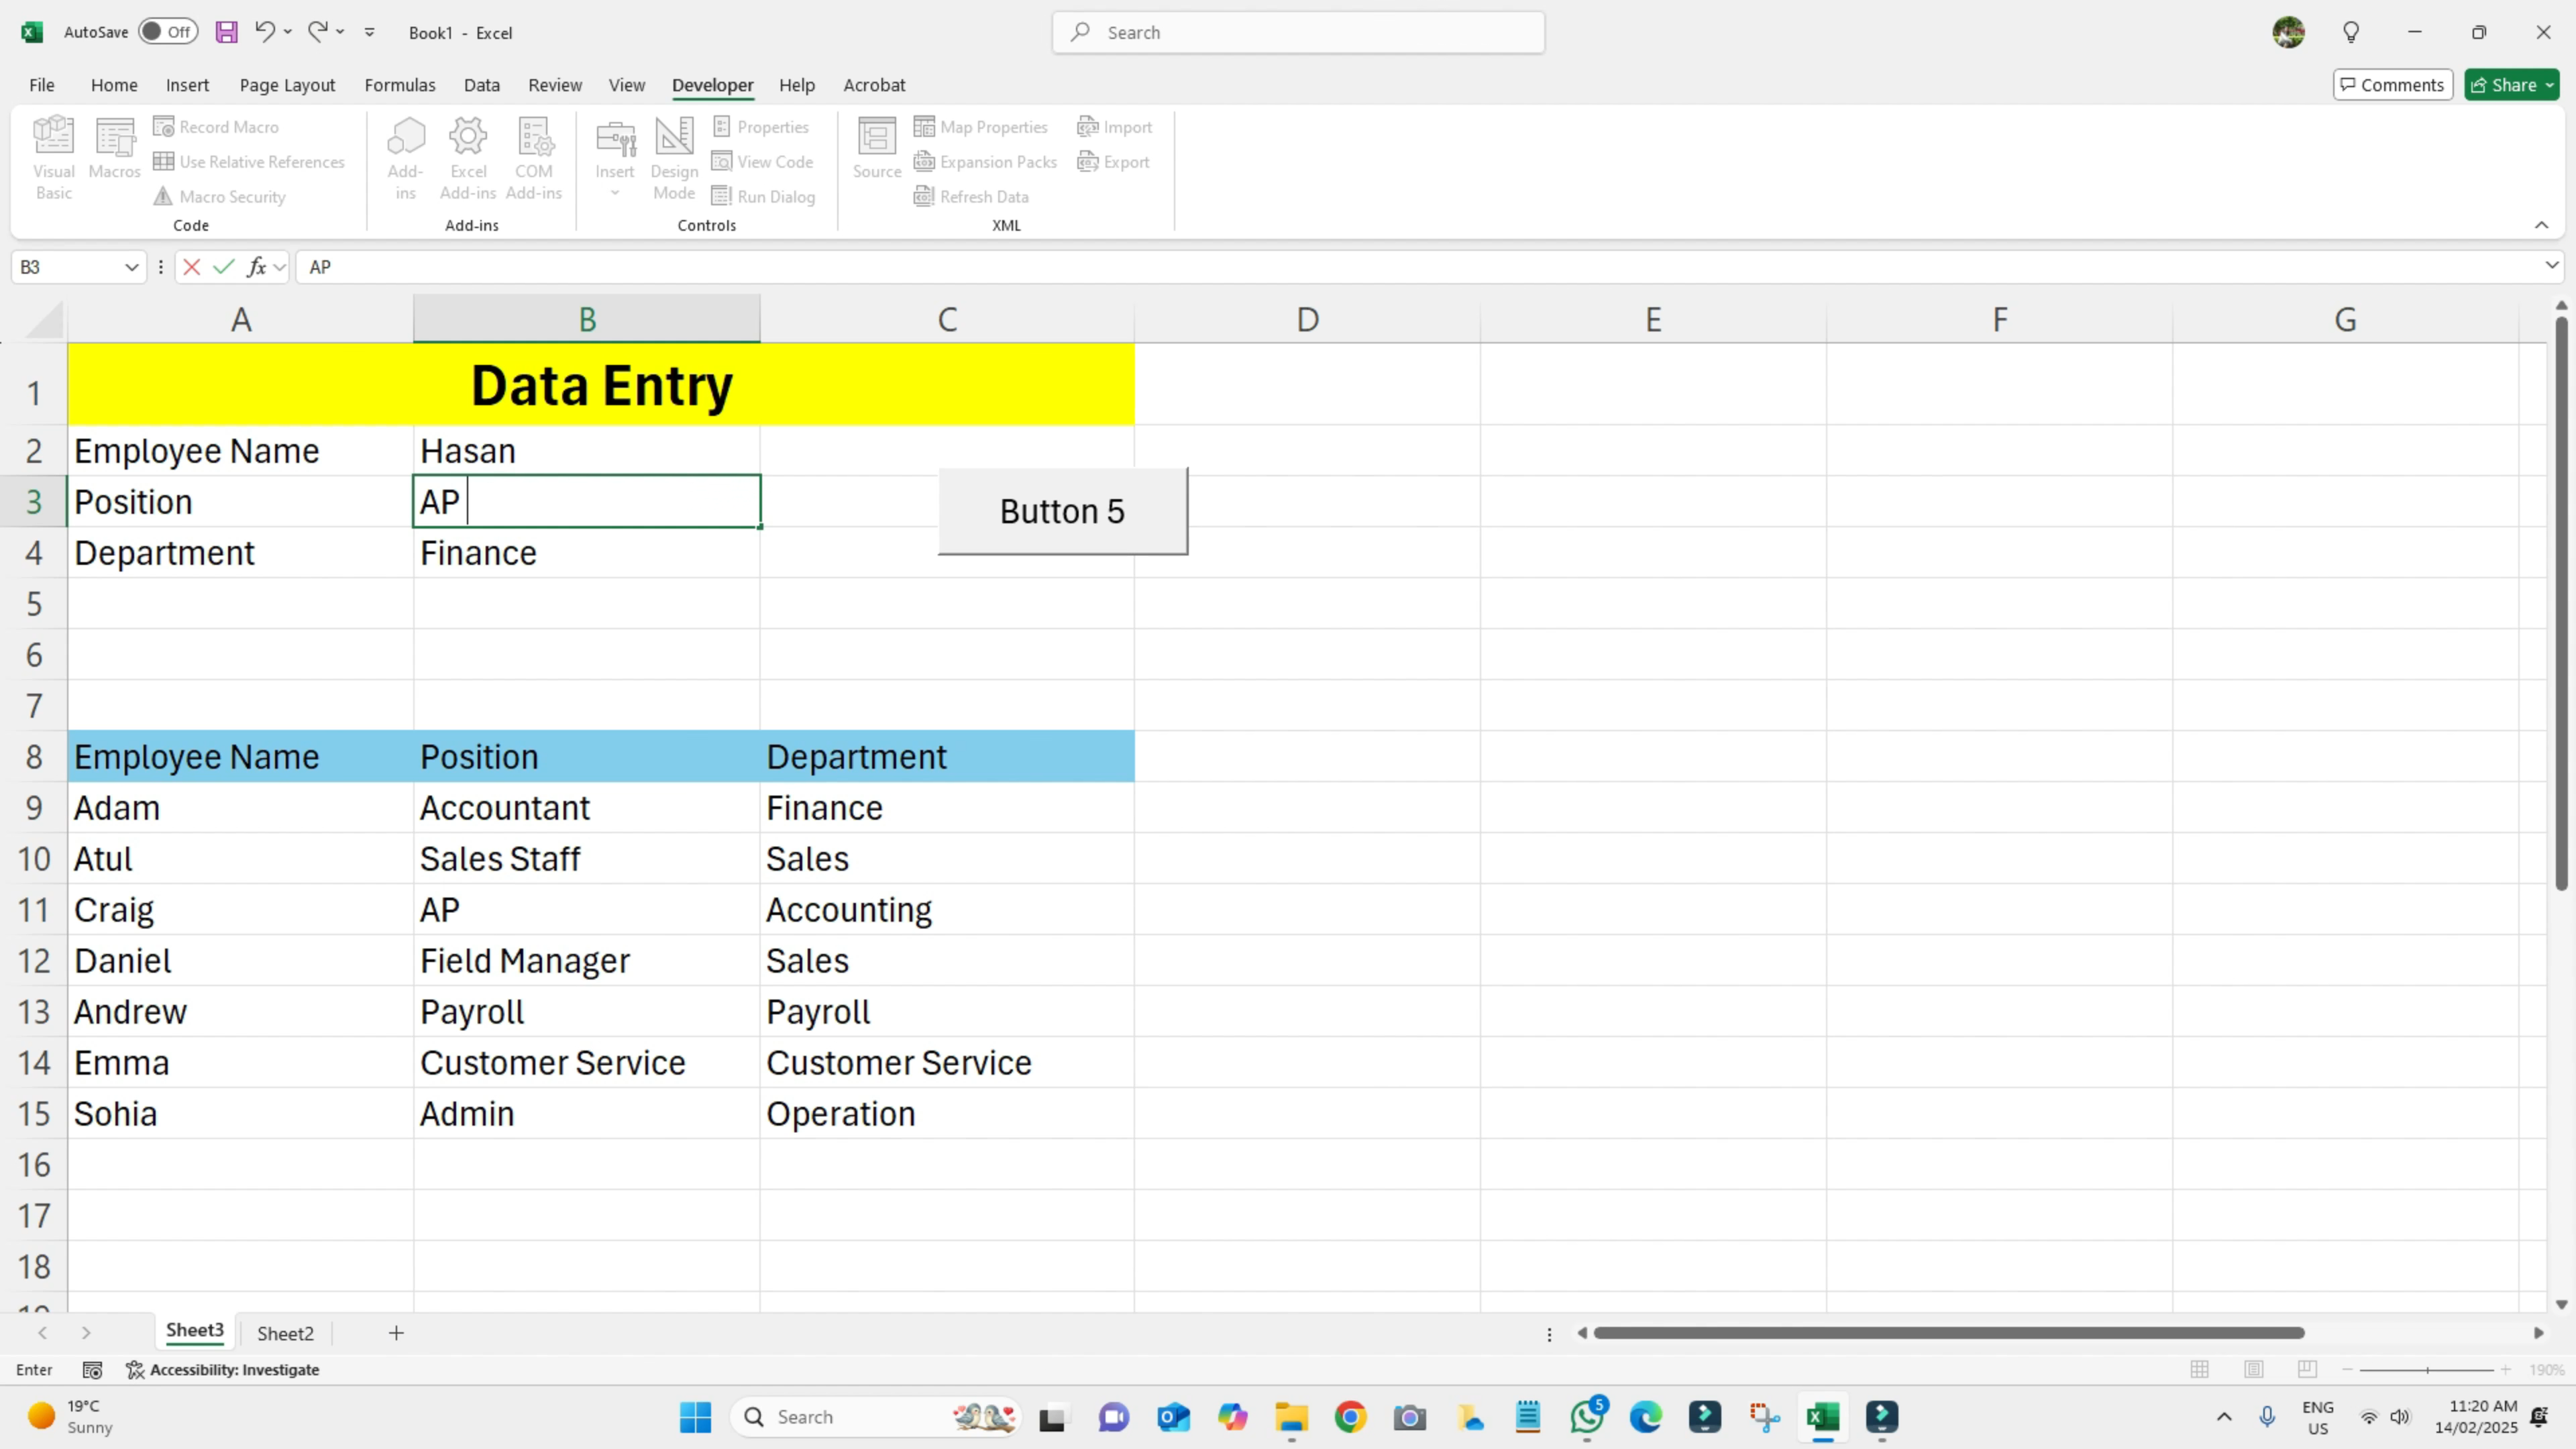 AutoSave Off Book1 - Excel Search
File Home Insert Page Layout Formulas Data Review View Developer Help Acrobat Comments Share
Visual Basic Macros Record Macro Use Relative References Macro Security
Code
Add-ins Excel Add-ins COM Add-ins
Add-ins
Insert Design Mode Properties View Code Run Dialog
Controls
Source Map Properties Expansion Packs Refresh Data Import Export
XML
B3 fx AP
A B C D E F G
1 Data Entry
2 Employee Name Hasan
3 Position AP
Button 5
4 Department Finance
5
6
7
8 Employee Name Position Department
9 Adam Accountant Finance
10 Atul Sales Staff Sales
11 Craig AP Accounting
12 Daniel Field Manager Sales
13 Andrew Payroll Payroll
14 Emma Customer Service Customer Service
15 Sohia Admin Operation
16
17
18
19
Sheet3 Sheet2
Enter Accessibility: Investigate 190%
19°C
Sunny
Search
5
ENG
US
11:20 AM
14/02/2025